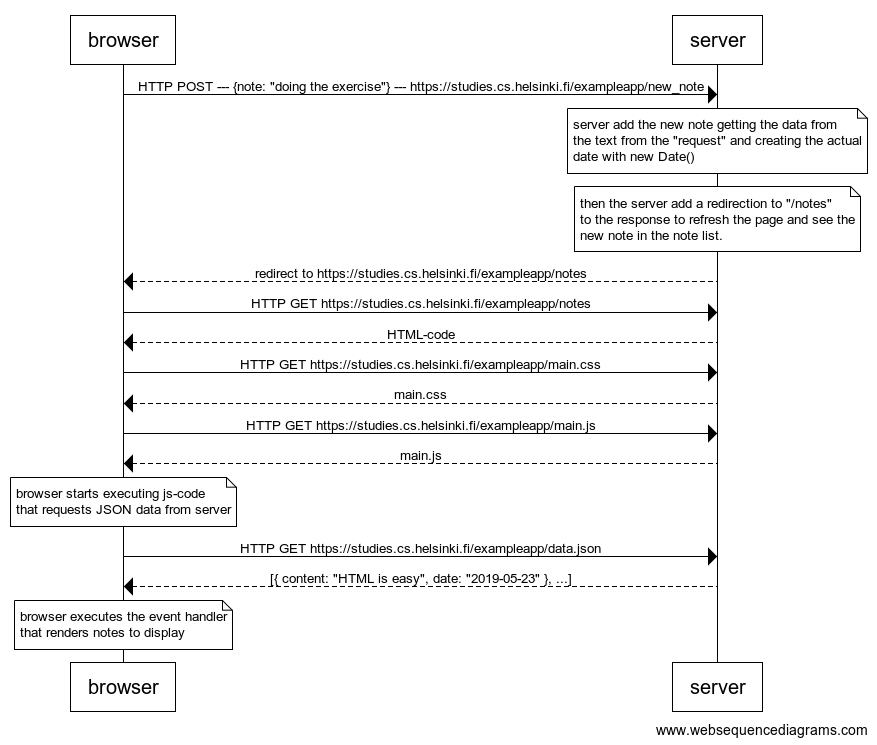 browser
server
HTTP POST --- {note: "doing the exercise"} --- https://studies.cs.helsinki.fi/exampleapp/new_note
server add the new note getting the data from
the text from the "request" and creating the actual
date with new Date()
then the server add a redirection to "/notes"
to the response to refresh the page and see the
new note in the note list.
redirect to https://studies.cs.helsinki.fi/exampleapp/notes
HTTP GET https://studies.cs.helsinki.fi/exampleapp/notes
HTML-code
HTTP GET https://studies.cs.helsinki.fi/exampleapp/main.css
main.css
HTTP GET https://studies.cs.helsinki.fi/exampleapp/main.js
main.js
browser starts executing js-code
that requests JSON data from server
HTTP GET https://studies.cs.helsinki.fi/exampleapp/data.json
[{ content: "HTML is easy", date: "2019-05-23" }, ...]
browser executes the event handler
that renders notes to display
browser
server
www.websequencediagrams.com